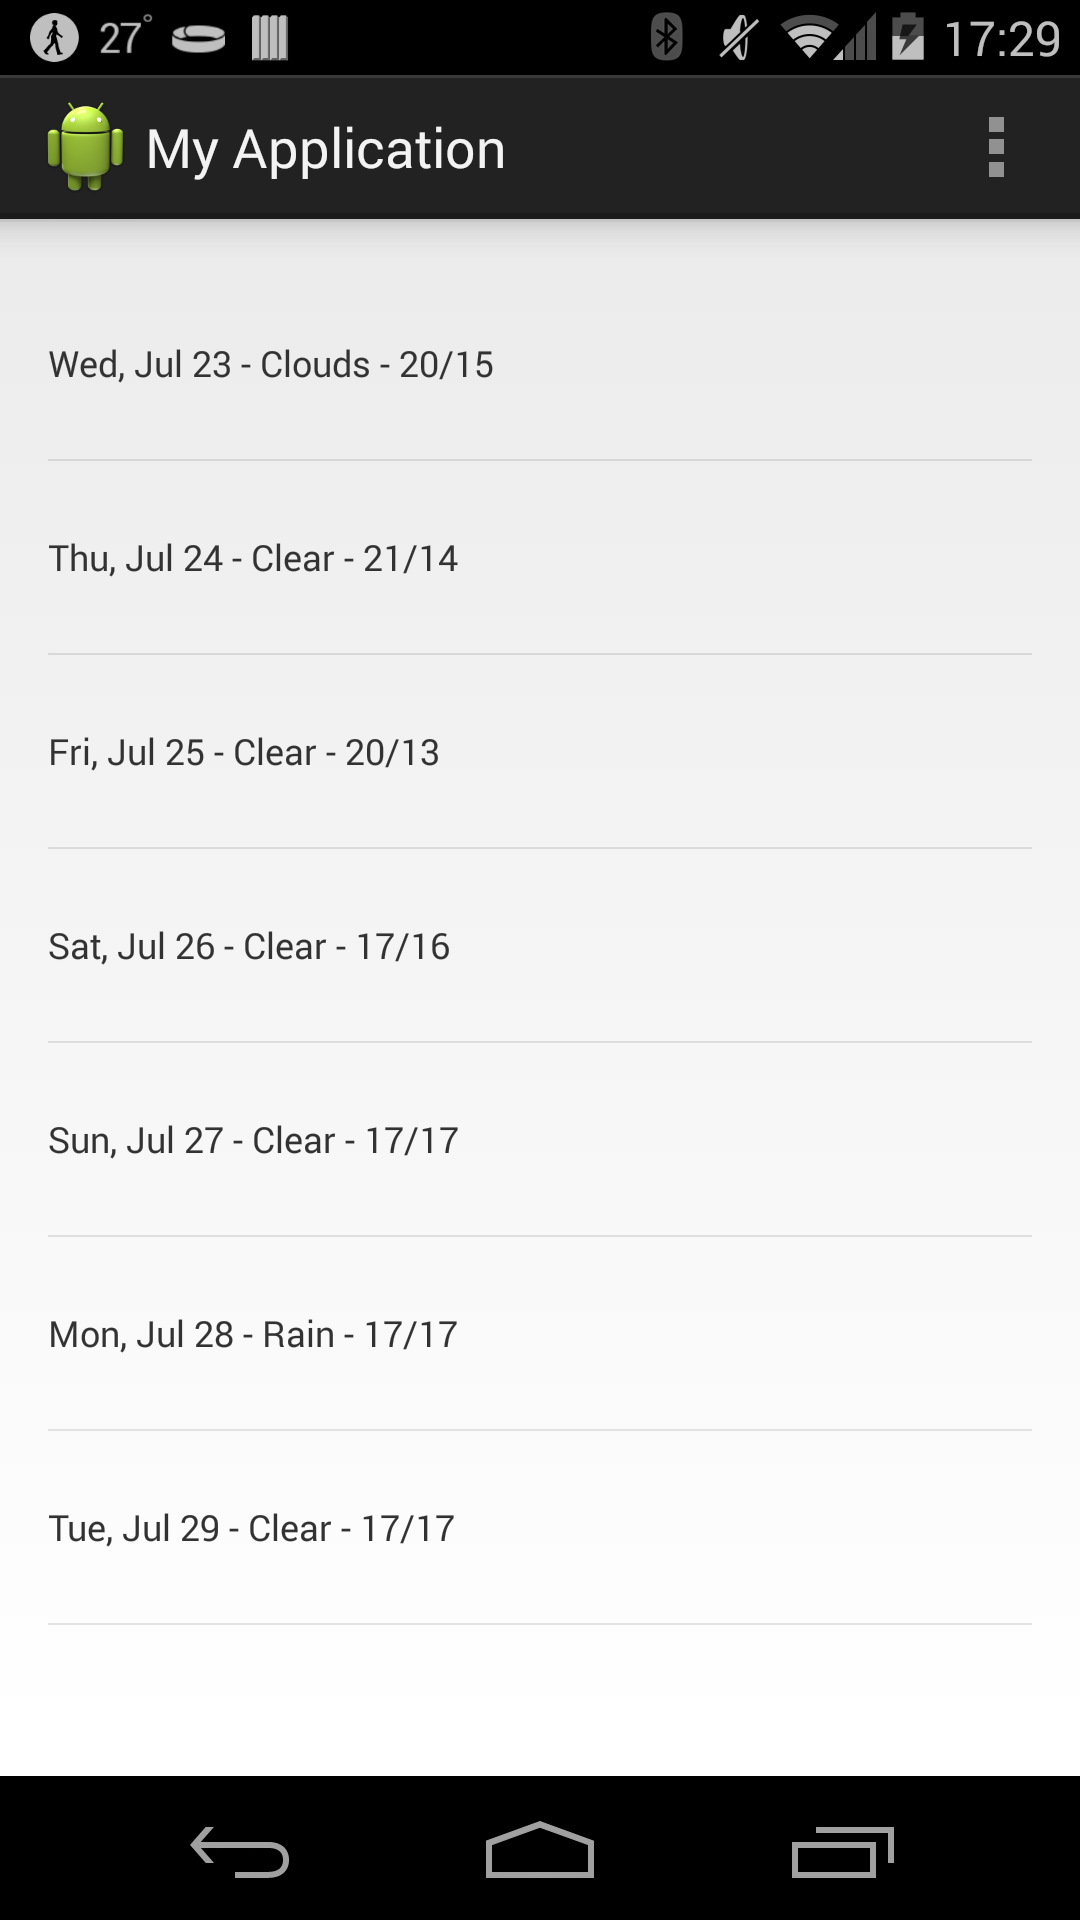 27° 17:29
My Application
Wed, Jul 23 - Clouds - 20/15
Thu, Jul 24 - Clear - 21/14
Fri, Jul 25 - Clear - 20/13
Sat, Jul 26 - Clear - 17/16
Sun, Jul 27 - Clear - 17/17
Mon, Jul 28 - Rain - 17/17
Tue, Jul 29 - Clear - 17/17